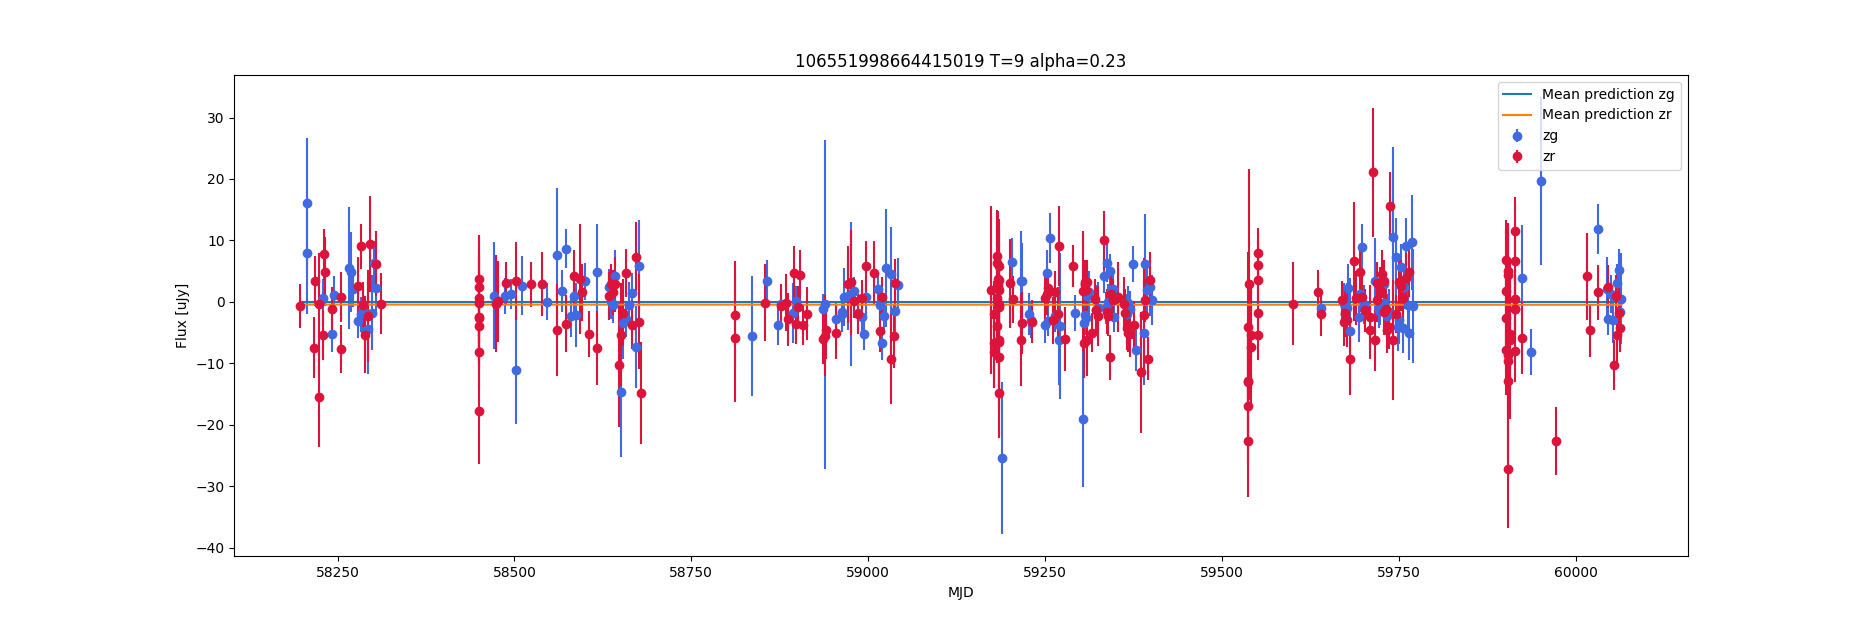 106551998664415019 T=9 alpha=0.23
Mean prediction zg
Mean prediction zr
zg
zr
Flux [uJy]
30
20
10
0
−10
−20
−30
−40
58250 58500 58750 59000 59250 59500 59750 60000
MJD